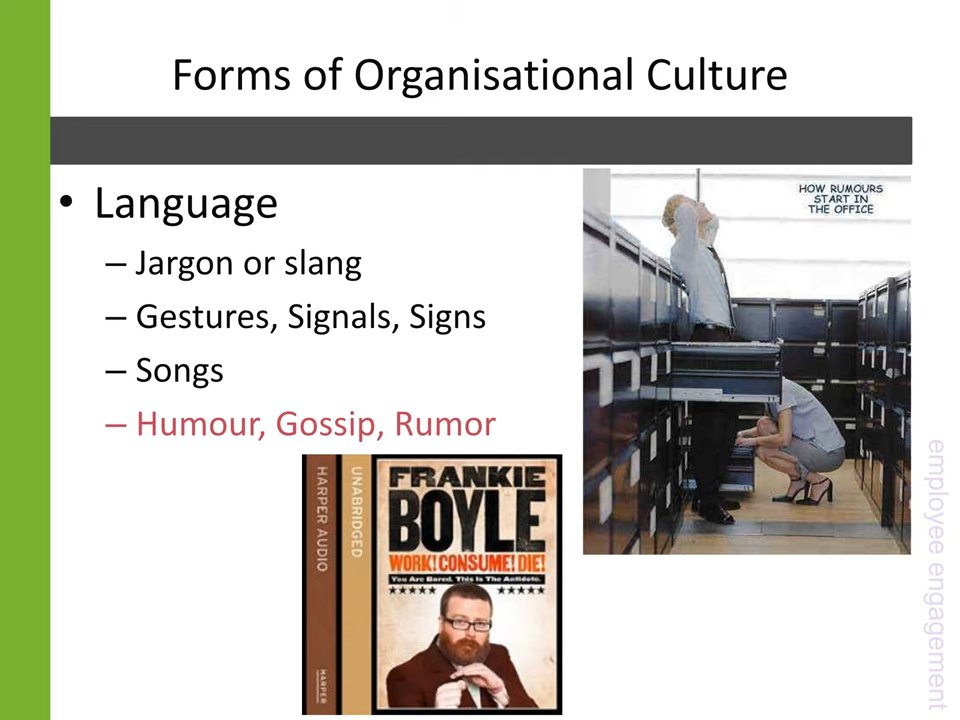 Forms of Organisational Culture
• Language
– Jargon or slang
– Gestures, Signals, Signs
– Songs
– Humour, Gossip, Rumor
HOW RUMOURS
START IN
THE OFFICE
HARPER AUDIO
HARPER
UNABRIDGED
FRANKIE
BOYLE
WORK! CONSUME! DIE!
You Are Bored. This Is The Antidote.
employee engagement